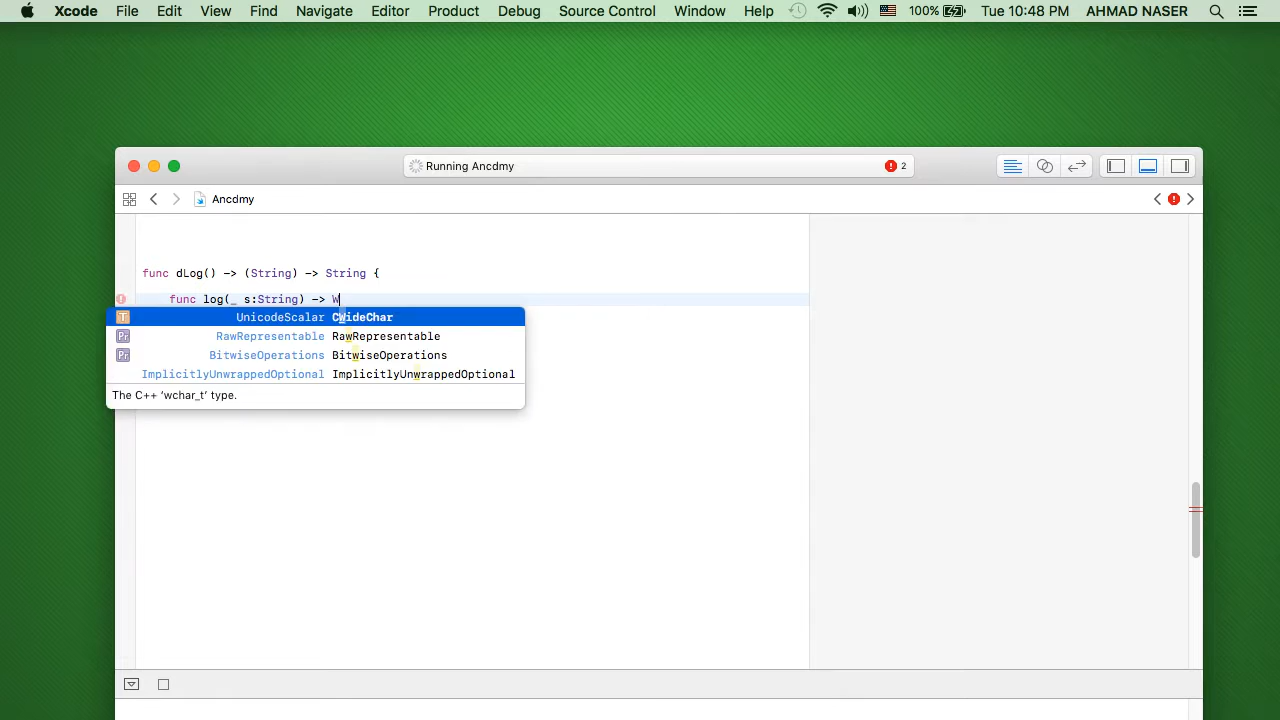 Xcode File Edit View Find Navigate Editor Product Debug Source Control Window Help 100% Tue 10:48 PM AHMAD NASER
Running Ancdmy 2
Ancdmy
func dLog() -> (String) -> String {
func log(_ s:String) -> W
UnicodeScalar CWideChar
RawRepresentable RawRepresentable
BitwiseOperations BitwiseOperations
ImplicitlyUnwrappedOptional ImplicitlyUnwrappedOptional
The C++ 'wchar_t' type.